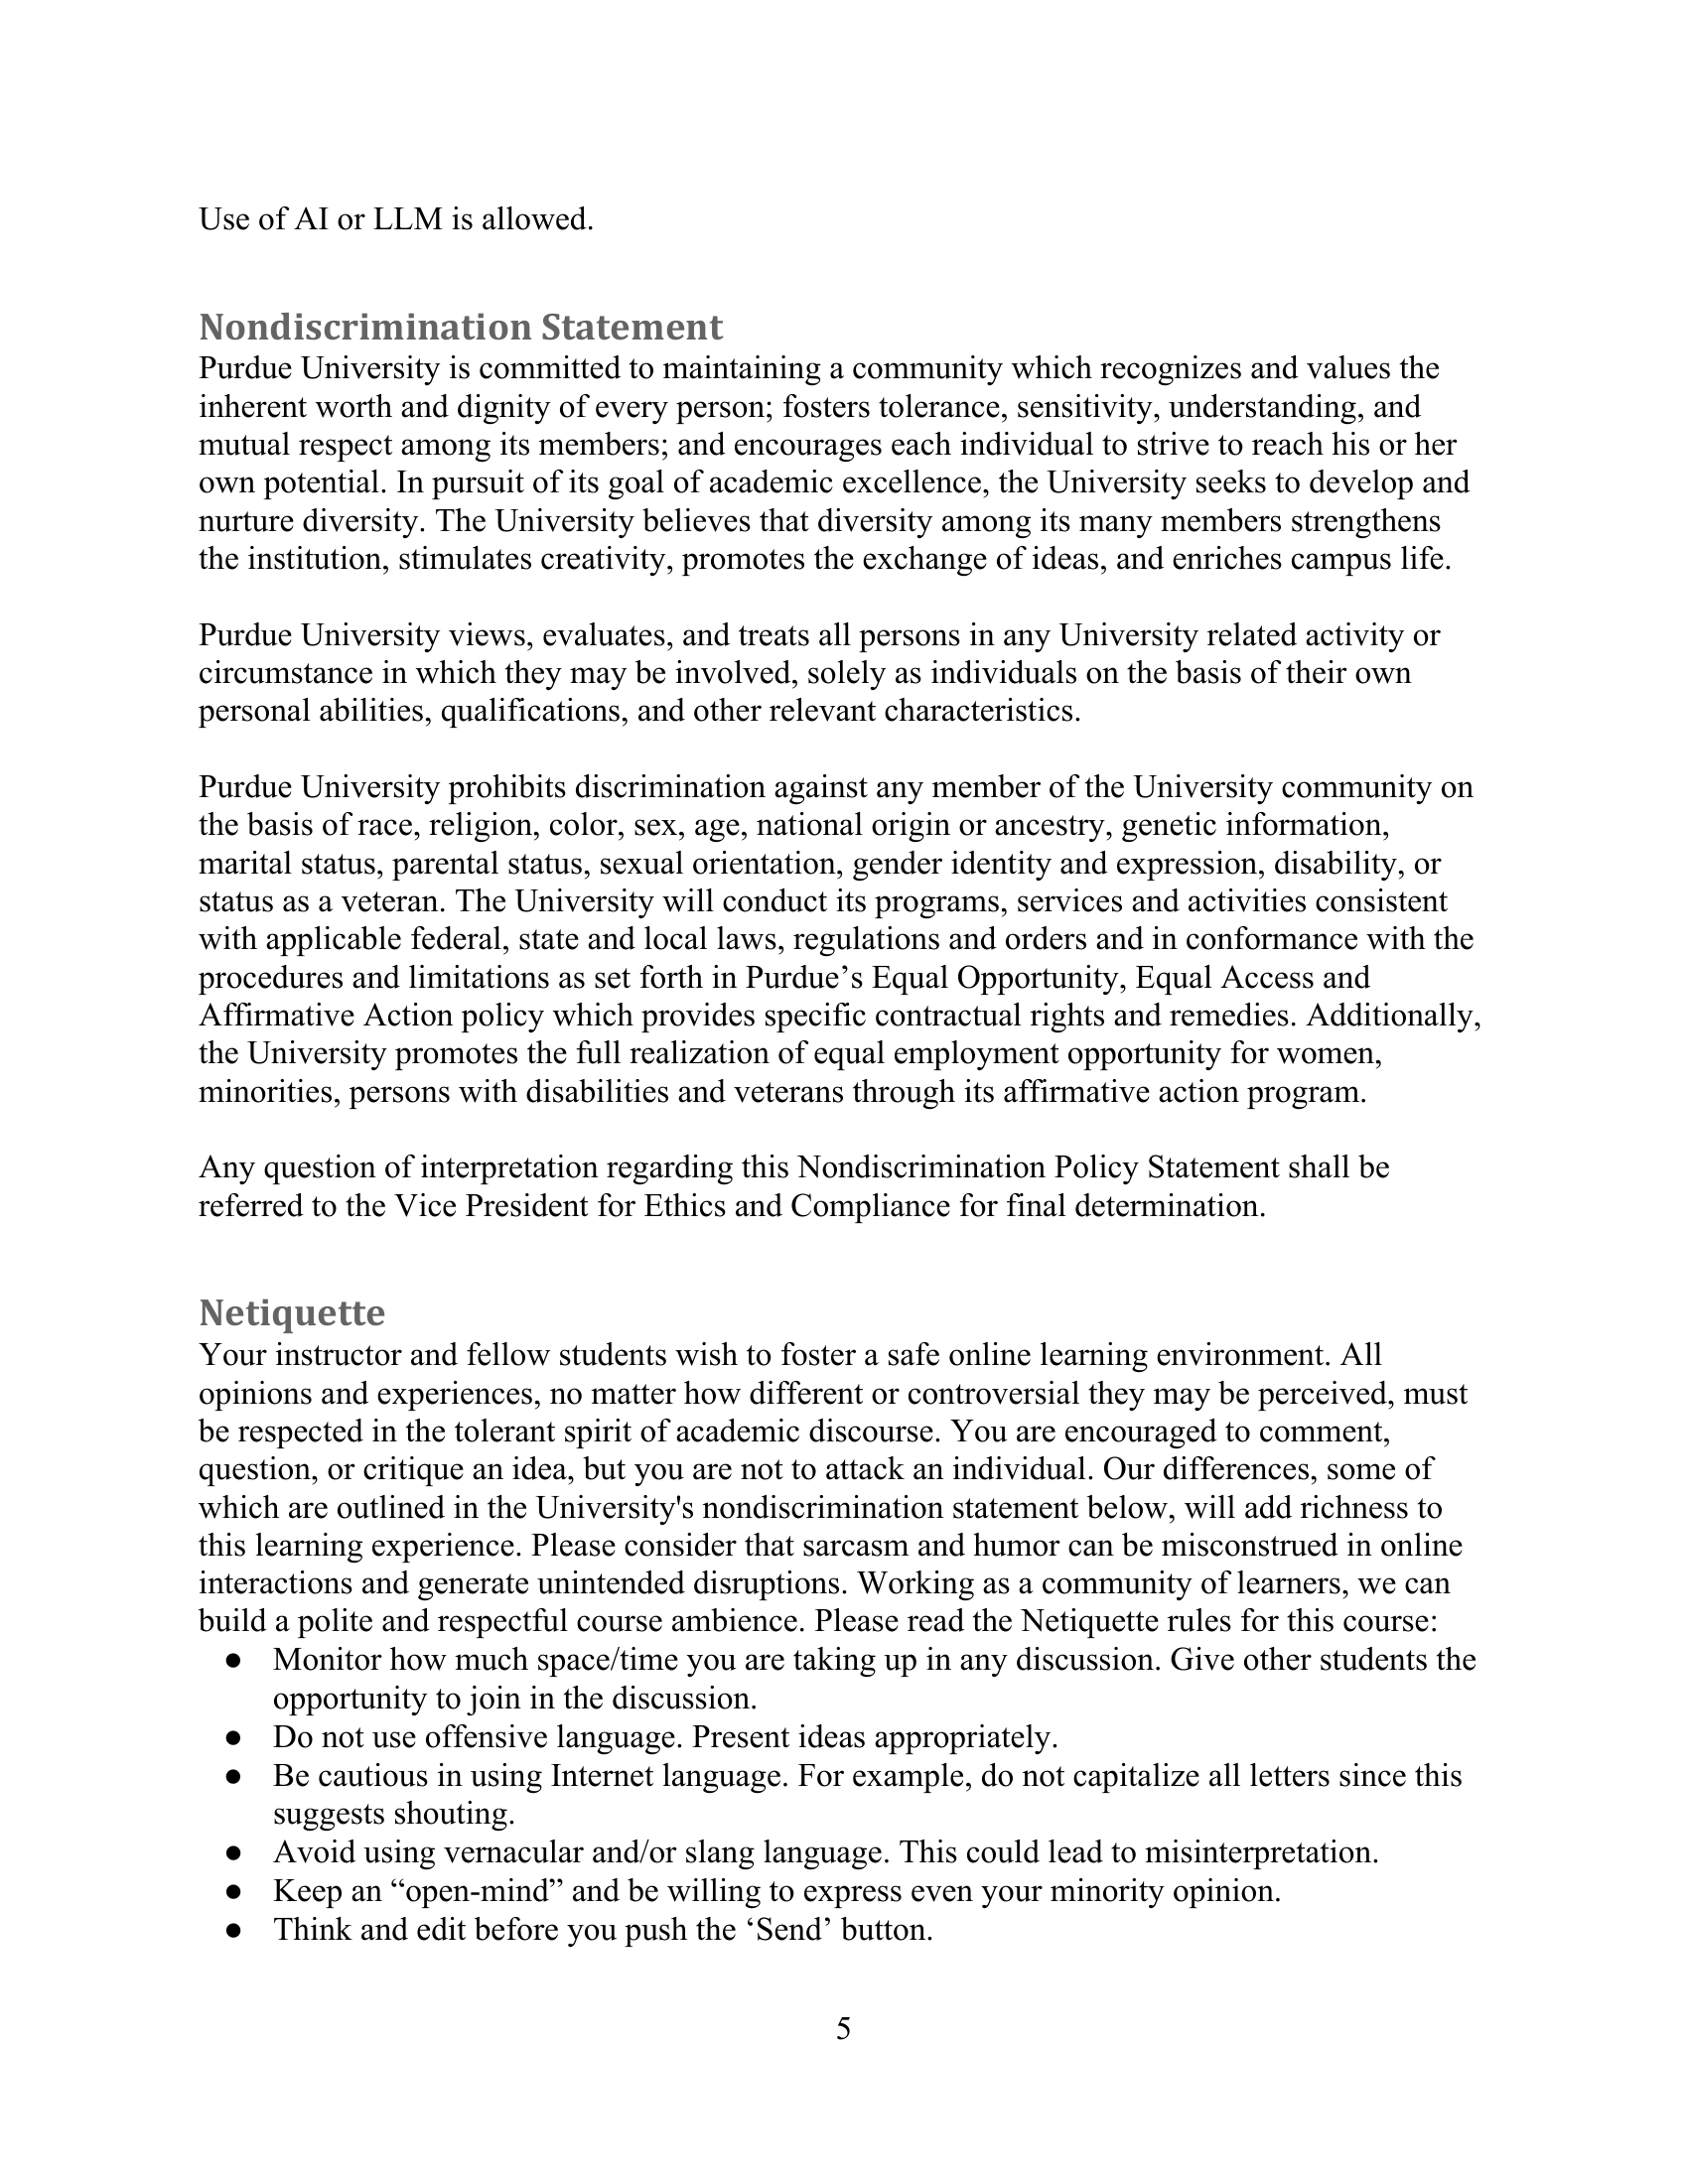 Use of AI or LLM is allowed.
Nondiscrimination Statement
Purdue University is committed to maintaining a community which recognizes and values the
inherent worth and dignity of every person; fosters tolerance, sensitivity, understanding, and
mutual respect among its members; and encourages each individual to strive to reach his or her
own potential. In pursuit of its goal of academic excellence, the University seeks to develop and
nurture diversity. The University believes that diversity among its many members strengthens
the institution, stimulates creativity, promotes the exchange of ideas, and enriches campus life.
Purdue University views, evaluates, and treats all persons in any University related activity or
circumstance in which they may be involved, solely as individuals on the basis of their own
personal abilities, qualifications, and other relevant characteristics.
Purdue University prohibits discrimination against any member of the University community on
the basis of race, religion, color, sex, age, national origin or ancestry, genetic information,
marital status, parental status, sexual orientation, gender identity and expression, disability, or
status as a veteran. The University will conduct its programs, services and activities consistent
with applicable federal, state and local laws, regulations and orders and in conformance with the
procedures and limitations as set forth in Purdue’s Equal Opportunity, Equal Access and
Affirmative Action policy which provides specific contractual rights and remedies. Additionally,
the University promotes the full realization of equal employment opportunity for women,
minorities, persons with disabilities and veterans through its affirmative action program.
Any question of interpretation regarding this Nondiscrimination Policy Statement shall be
referred to the Vice President for Ethics and Compliance for final determination.
Netiquette
Your instructor and fellow students wish to foster a safe online learning environment. All
opinions and experiences, no matter how different or controversial they may be perceived, must
be respected in the tolerant spirit of academic discourse. You are encouraged to comment,
question, or critique an idea, but you are not to attack an individual. Our differences, some of
which are outlined in the University's nondiscrimination statement below, will add richness to
this learning experience. Please consider that sarcasm and humor can be misconstrued in online
interactions and generate unintended disruptions. Working as a community of learners, we can
build a polite and respectful course ambience. Please read the Netiquette rules for this course:
● Monitor how much space/time you are taking up in any discussion. Give other students the
opportunity to join in the discussion.
● Do not use offensive language. Present ideas appropriately.
● Be cautious in using Internet language. For example, do not capitalize all letters since this
suggests shouting.
● Avoid using vernacular and/or slang language. This could lead to misinterpretation.
● Keep an “open-mind” and be willing to express even your minority opinion.
● Think and edit before you push the ‘Send’ button.
5